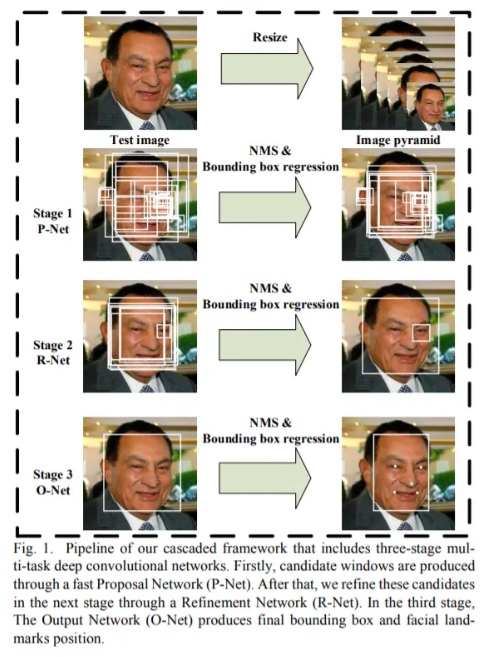 Resize
Test image
Image pyramid
NMS &
Bounding box regression
Stage 1
P-Net
NMS &
Bounding box regression
Stage 2
R-Net
NMS &
Bounding box regression
Stage 3
O-Net
Fig. 1. Pipeline of our cascaded framework that includes three-stage mul-
ti-task deep convolutional networks. Firstly, candidate windows are produced
through a fast Proposal Network (P-Net). After that, we refine these candidates
in the next stage through a Refinement Network (R-Net). In the third stage,
The Output Network (O-Net) produces final bounding box and facial land-
marks position.